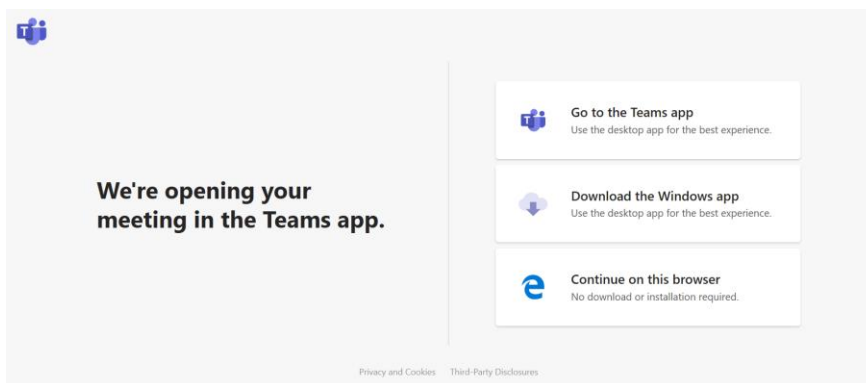 We're opening your
meeting in the Teams app.
Go to the Teams app
Use the desktop app for the best experience.
Download the Windows app
Use the desktop app for the best experience.
Continue on this browser
No download or installation required.
Privacy and Cookies Third-Party Disclosures